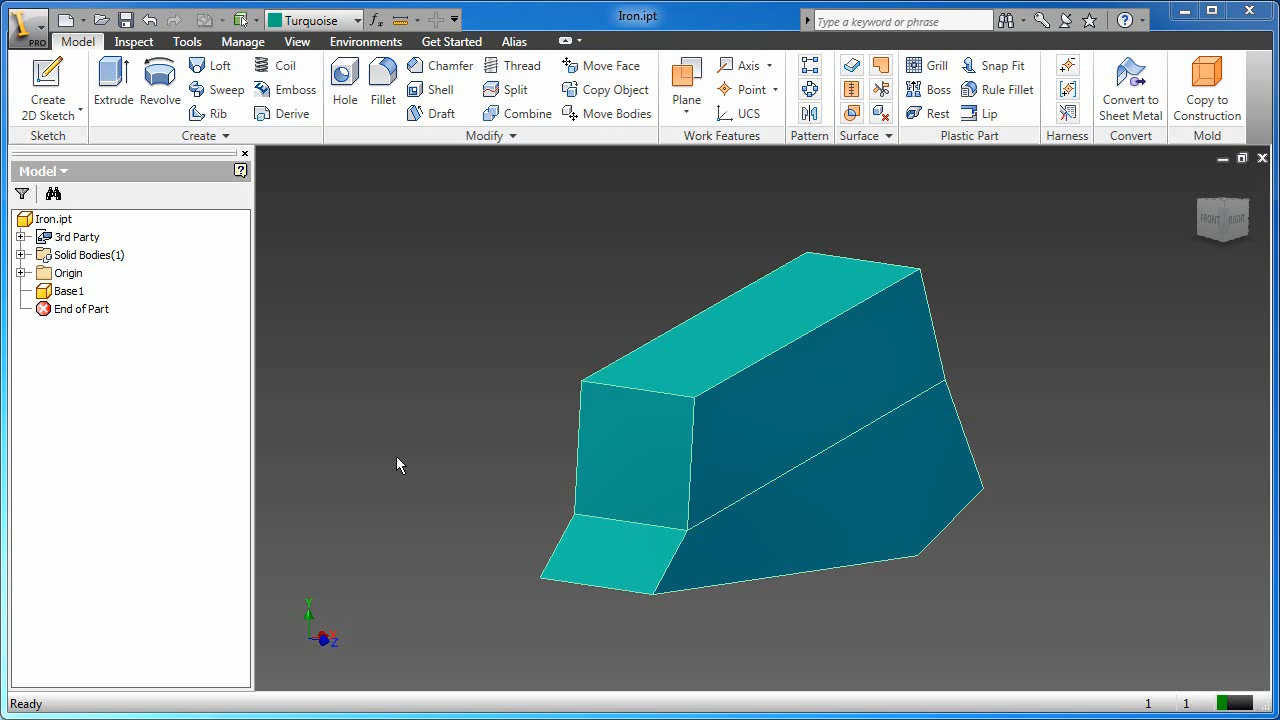 Turquoise
fx
Iron.ipt
Type a keyword or phrase
PRO
Model Inspect Tools Manage View Environments Get Started Alias
Create
2D Sketch
Sketch
Extrude
Revolve
Loft
Sweep
Rib
Coil
Emboss
Derive
Create
Hole
Fillet
Chamfer
Shell
Draft
Thread
Split
Combine
Move Face
Copy Object
Move Bodies
Modify
Plane
Axis
Point
UCS
Work Features
Pattern
Surface
Grill
Boss
Rest
Snap Fit
Rule Fillet
Lip
Plastic Part
Harness
Convert to
Sheet Metal
Convert
Copy to
Construction
Mold
Model
Iron.ipt
3rd Party
Solid Bodies(1)
Origin
Base1
End of Part
FRONT RIGHT
Y
Z
Ready
1 1